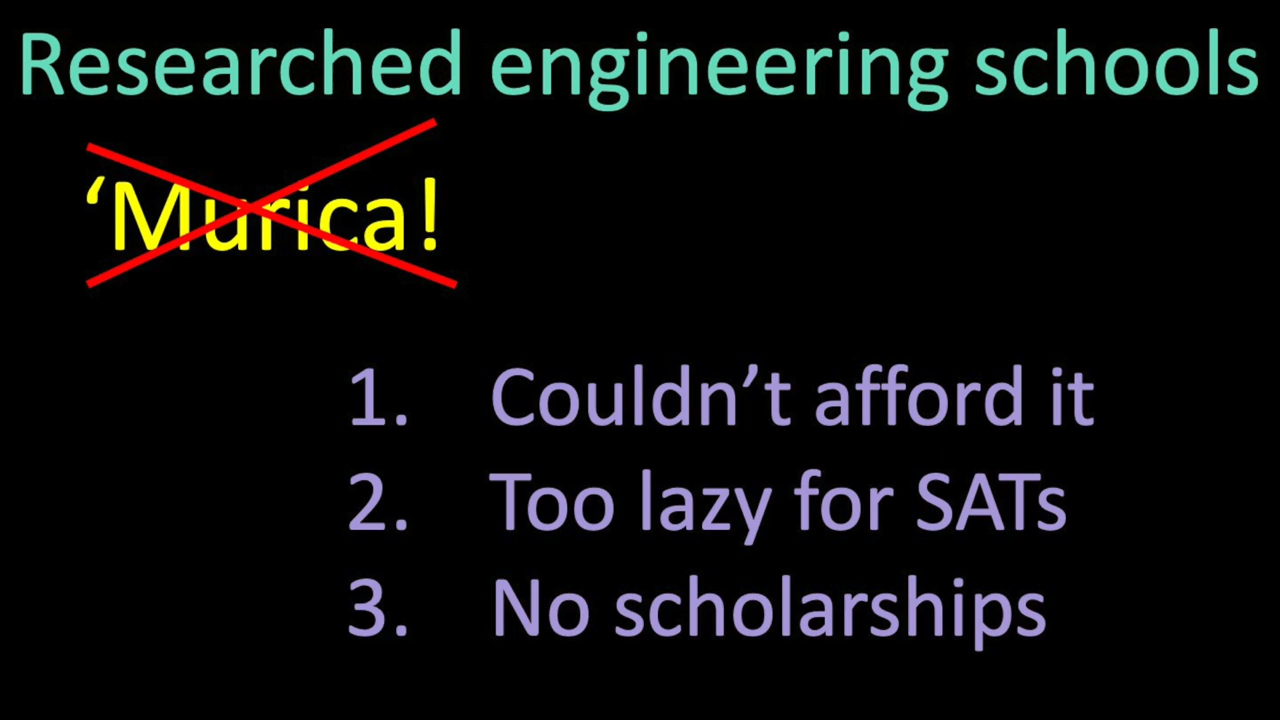 Researched engineering schools
‘Murica!
1. Couldn’t afford it
2. Too lazy for SATs
3. No scholarships